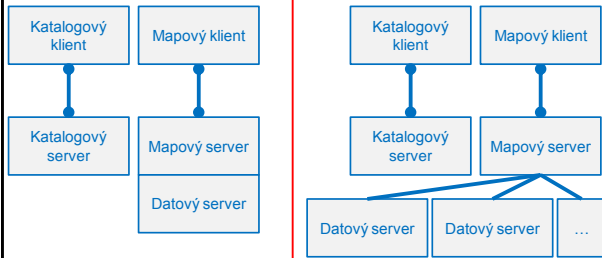 Katalogový
klient
Mapový klient
Katalogový
server
Mapový server
Datový server
Katalogový
klient
Mapový klient
Katalogový
server
Mapový server
Datový server
Datový server
...